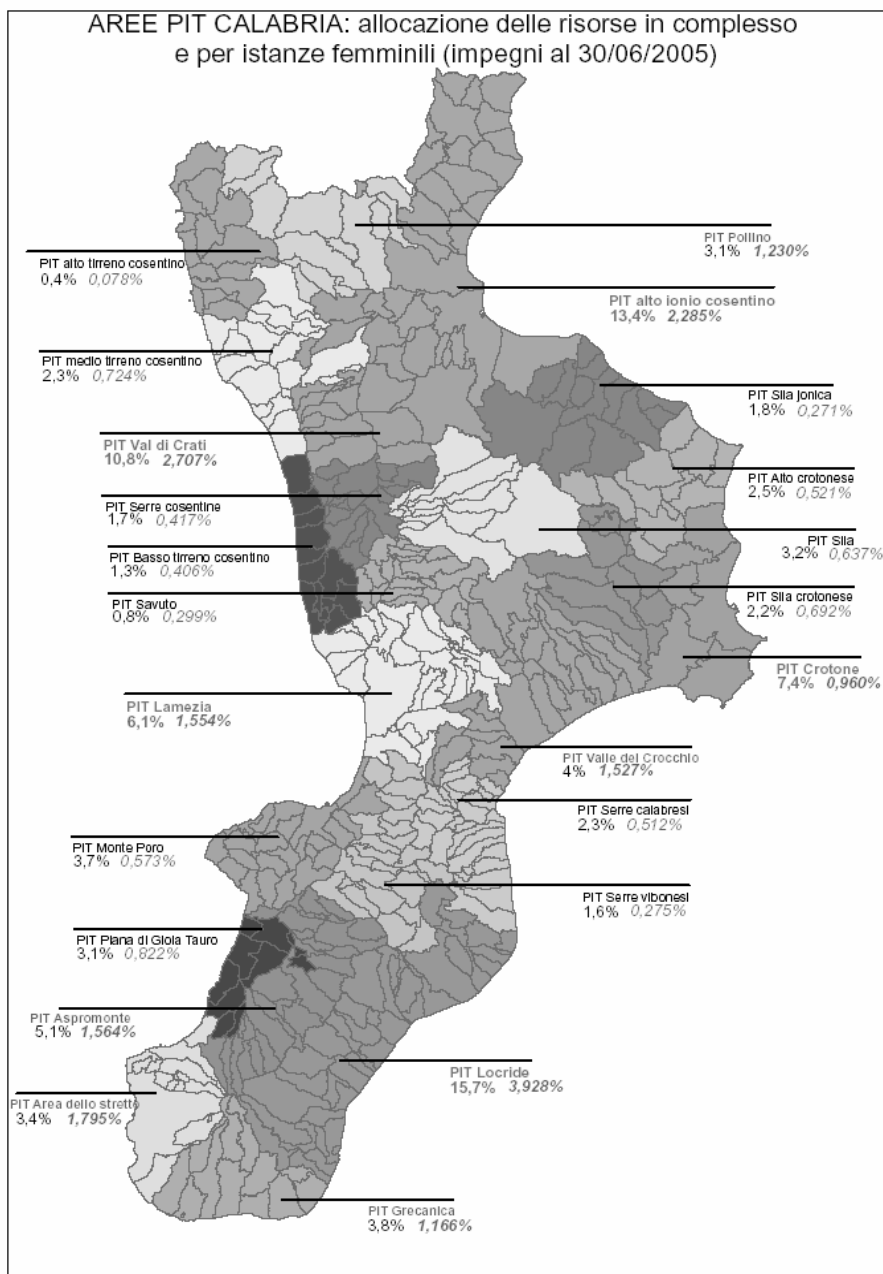 AREE PIT CALABRIA: allocazione delle risorse in complesso
e per istanze femminili (impegni al 30/06/2005)
PIT Pollino
3,1% 1,230%
PIT alto tirreno cosentino
0,4% 0,078%
PIT alto ionio cosentino
13,4% 2,285%
PIT medio tirreno cosentino
2,3% 0,724%
PIT Sila jonica
1,8% 0,271%
PIT Val di Crati
10,8% 2,707%
PIT Alto crotonese
2,5% 0,521%
PIT Serre cosentine
1,7% 0,417%
PIT Sila
3,2% 0,637%
PIT Basso tirreno cosentino
1,3% 0,406%
PIT Sila crotonese
2,2% 0,692%
PIT Savuto
0,8% 0,299%
PIT Crotone
7,4% 0,960%
PIT Lamezia
6,1% 1,554%
PIT Valle del Crocchio
4% 1,527%
PIT Serre calabresi
2,3% 0,512%
PIT Monte Poro
3,7% 0,573%
PIT Serre vibonesi
1,6% 0,275%
PIT Piana di Gioia Tauro
3,1% 0,822%
PIT Aspromonte
5,1% 1,564%
PIT Locride
15,7% 3,928%
PIT Area dello stretto
3,4% 1,795%
PIT Grecanica
3,8% 1,166%